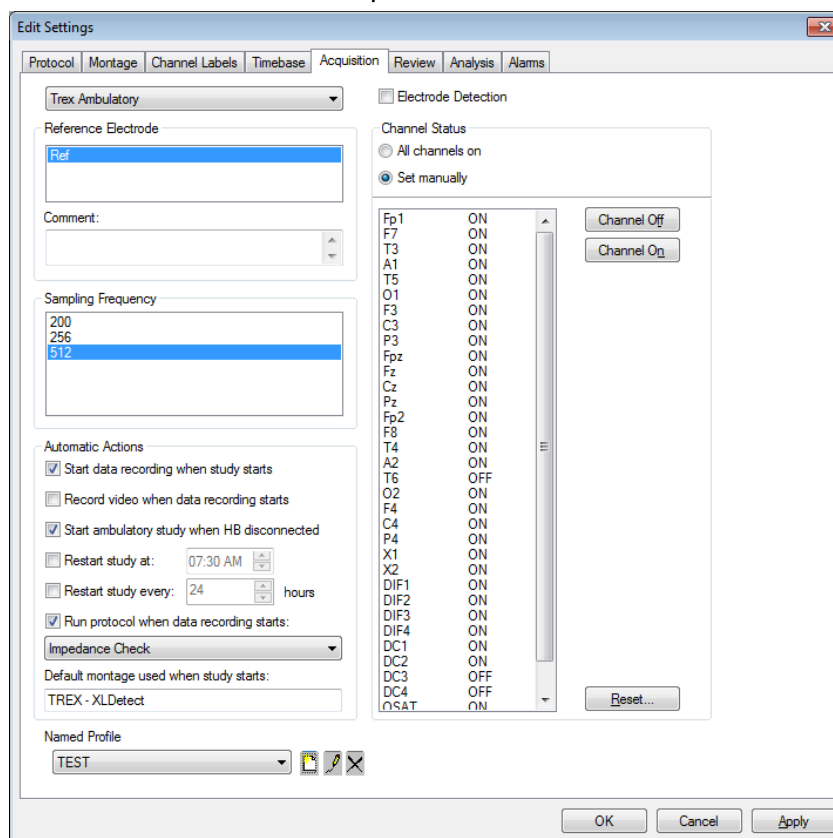 Edit Settings
Protocol Montage Channel Labels Timebase Acquisition Review Analysis Alarms
Trex Ambulatory
Reference Electrode
Ref
Comment:
Sampling Frequency
200
256
512
Automatic Actions
Start data recording when study starts
Record video when data recording starts
Start ambulatory study when HB disconnected
Restart study at: 07:30 AM
Restart study every: 24 hours
Run protocol when data recording starts:
Impedance Check
Default montage used when study starts:
TREX - XLDetect
Named Profile
TEST
Electrode Detection
Channel Status
All channels on
Set manually
Fp1 ON
F7 ON
T3 ON
A1 ON
T5 ON
O1 ON
F3 ON
C3 ON
P3 ON
Fpz ON
Fz ON
Cz ON
Pz ON
Fp2 ON
F8 ON
T4 ON
A2 ON
T6 OFF
O2 ON
F4 ON
C4 ON
P4 ON
X1 ON
X2 ON
DIF1 ON
DIF2 ON
DIF3 ON
DIF4 ON
DC1 ON
DC2 ON
DC3 OFF
DC4 OFF
OSAT ON
Channel Off
Channel On
Reset...
OK Cancel Apply